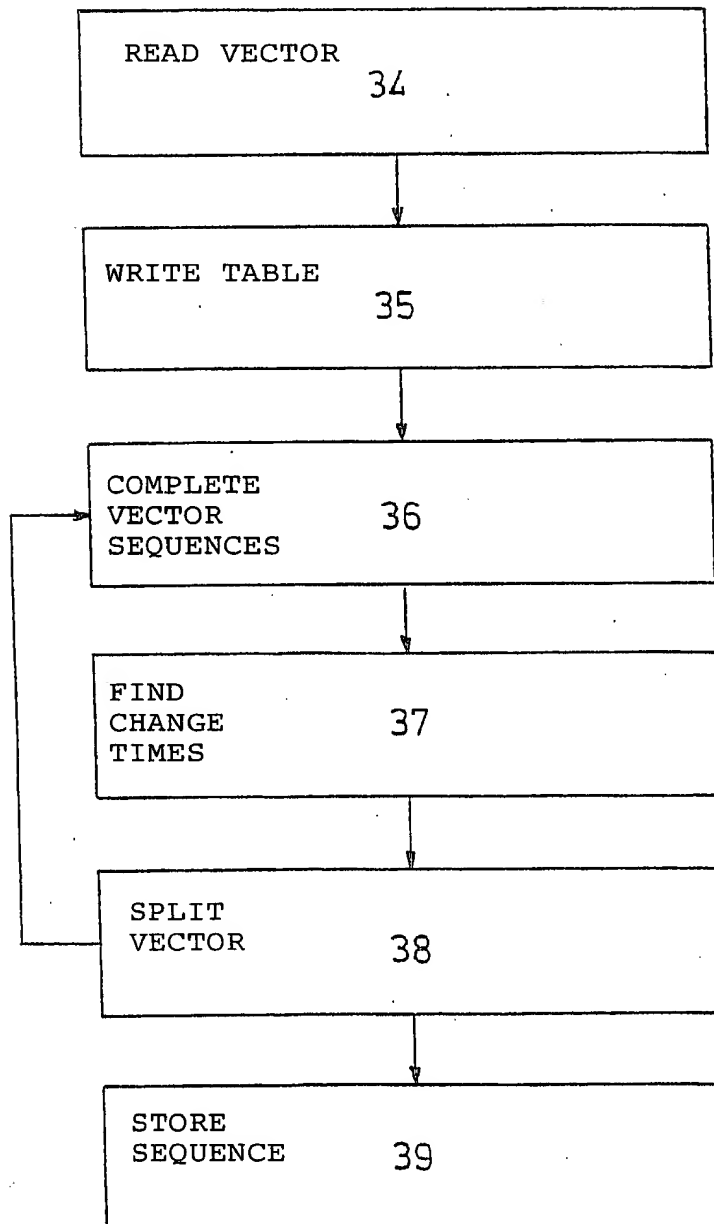 READ VECTOR
34
WRITE TABLE
35
COMPLETE
VECTOR
SEQUENCES
36
FIND
CHANGE
TIMES
37
SPLIT
VECTOR
38
STORE
SEQUENCE
39